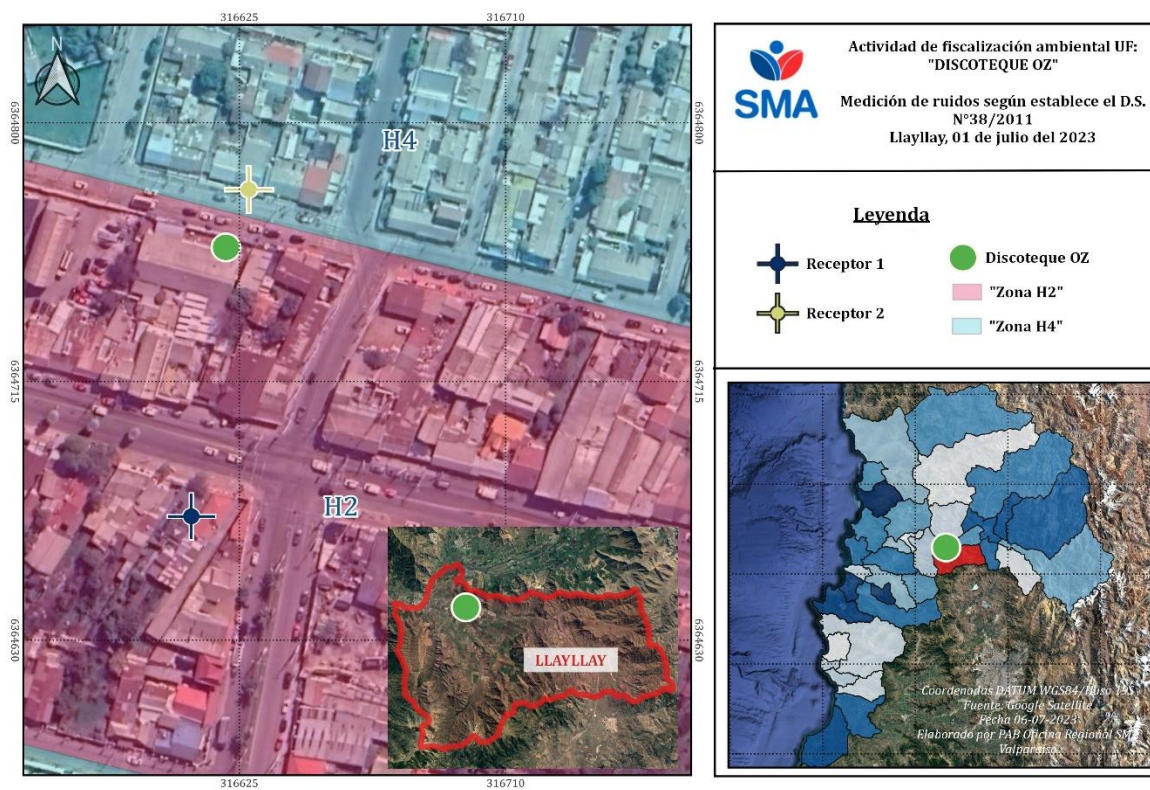 316625
316710
N
6364800
6364800
H4
6364715
6364715
H2
6364630
6364630
LLAYLLAY
316625
316710
SMA
Actividad de fiscalización ambiental UF:
"DISCOTEQUE OZ"
Medición de ruidos según establece el D.S.
N°38/2011
Llayllay, 01 de julio del 2023
Leyenda
Receptor 1
Discoteque OZ
"Zona H2"
Receptor 2
"Zona H4"
Coordenadas DATUM WGS84/Huso 19S
Fuente: Google Satellite
Fecha 06-07-2023
Elaborado por PAB Oficina Regional SMA
Valparaíso